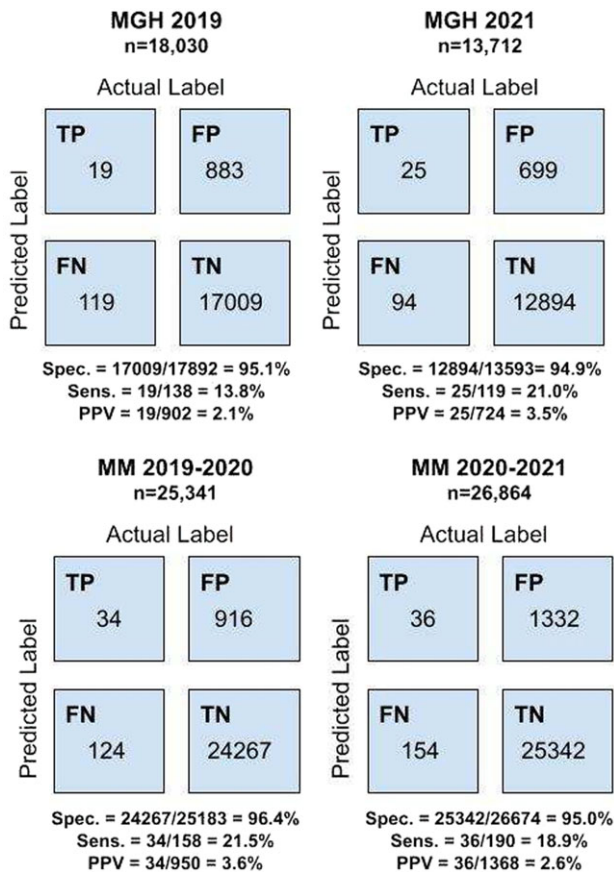 MGH 2019
n=18,030
Actual Label
Predicted Label
TP
19
FP
883
FN
119
TN
17009
Spec. = 17009/17892 = 95.1%
Sens. = 19/138 = 13.8%
PPV = 19/902 = 2.1%
MGH 2021
n=13,712
Actual Label
Predicted Label
TP
25
FP
699
FN
94
TN
12894
Spec. = 12894/13593= 94.9%
Sens. = 25/119 = 21.0%
PPV = 25/724 = 3.5%
MM 2019-2020
n=25,341
Actual Label
Predicted Label
TP
34
FP
916
FN
124
TN
24267
Spec. = 24267/25183 = 96.4%
Sens. = 34/158 = 21.5%
PPV = 34/950 = 3.6%
MM 2020-2021
n=26,864
Actual Label
Predicted Label
TP
36
FP
1332
FN
154
TN
25342
Spec. = 25342/26674 = 95.0%
Sens. = 36/190 = 18.9%
PPV = 36/1368 = 2.6%